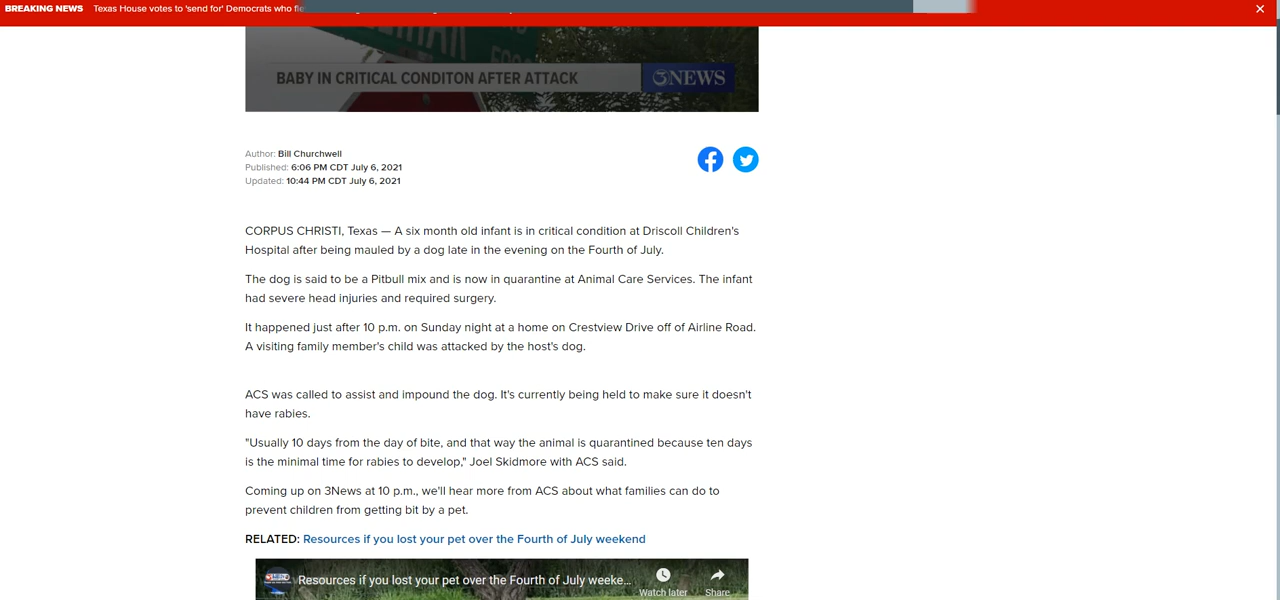 BREAKING NEWS Texas House votes to 'send for' Democrats who
BABY IN CRITICAL CONDITON AFTER ATTACK 3NEWS
Author: Bill Churchwell
Published: 6:06 PM CDT July 6, 2021
Updated: 10:44 PM CDT July 6, 2021
CORPUS CHRISTI, Texas — A six month old infant is in critical condition at Driscoll Children's
Hospital after being mauled by a dog late in the evening on the Fourth of July.
The dog is said to be a Pitbull mix and is now in quarantine at Animal Care Services. The infant
had severe head injuries and required surgery.
It happened just after 10 p.m. on Sunday night at a home on Crestview Drive off of Airline Road.
A visiting family member's child was attacked by the host's dog.
ACS was called to assist and impound the dog. It's currently being held to make sure it doesn't
have rabies.
"Usually 10 days from the day of bite, and that way the animal is quarantined because ten days
is the minimal time for rabies to develop," Joel Skidmore with ACS said.
Coming up on 3News at 10 p.m., we'll hear more from ACS about what families can do to
prevent children from getting bit by a pet.
RELATED: Resources if you lost your pet over the Fourth of July weekend
Resources if you lost your pet over the Fourth of July weeke...
Watch later Share